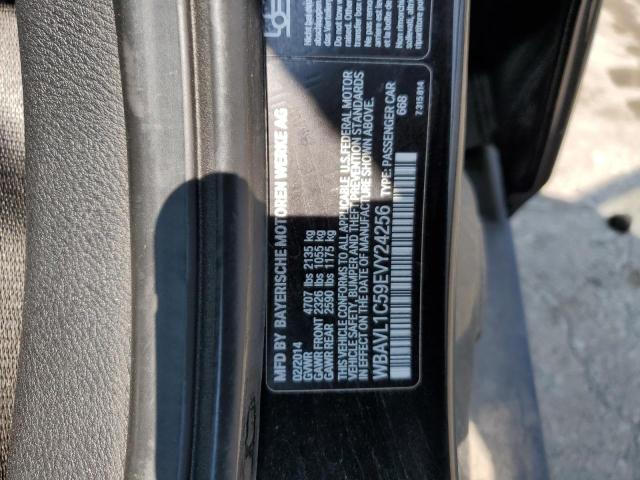 MFD BY BAYERISCHE MOTOREN WERKE AG
02/2014
GVWR 4707 lbs 2135 kg
GAWR FRONT 2326 lbs 1055 kg
GAWR REAR 2590 lbs 1175 kg
THIS VEHICLE CONFORMS TO ALL APPLICABLE U.S.FEDERAL MOTOR
VEHICLE SAFETY, BUMPER AND THEFT PREVENTION STANDARDS
IN EFFECT ON THE DATE OF MANUFACTURE SHOWN ABOVE.
WBAVL1C59EVY24256 TYPE: PASSENGER CAR
668
7 315 814